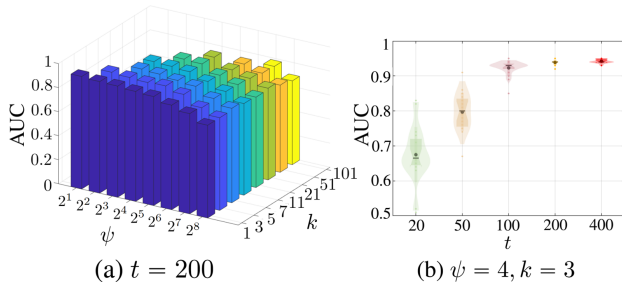 1
0.8
0.6
0.4
0.2
0
AUC
2^1 2^2 2^3 2^4 2^5 2^6 2^7 2^8
ψ
1 3 5 7 11 21 51 101
k
(a) t = 200
1
0.9
0.8
0.7
0.6
0.5
AUC
20 50 100 200 400
t
(b) ψ = 4, k = 3